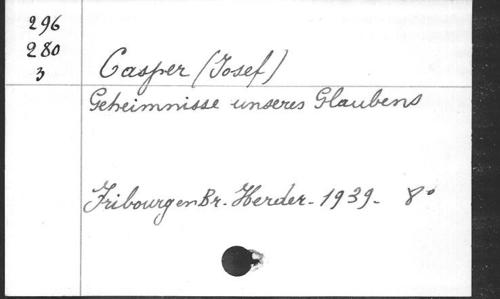 296
280
3
Casper (Josef)
Geheimnisse unseres Glaubens
Fribourg en Br. - Herder - 1939 - 8°